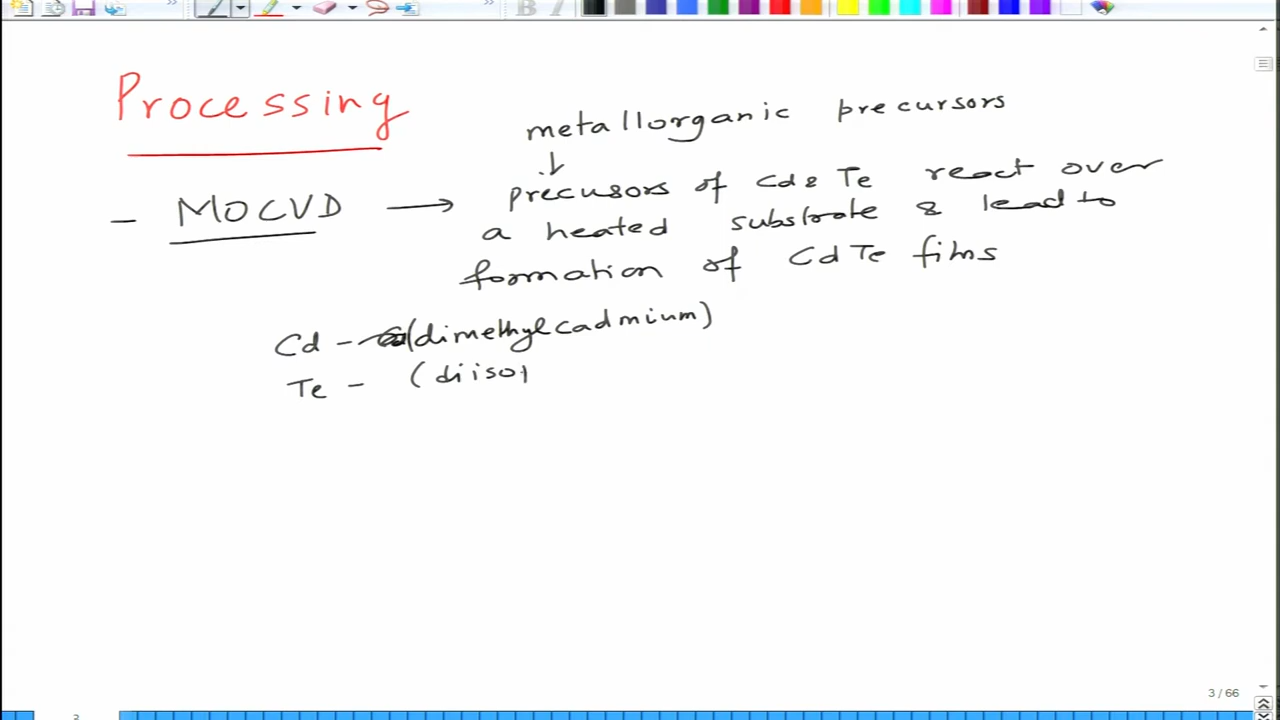 Processing
metallorganic precursors
- MOCVD → precusors of Cd & Te react over
a heated substrate & lead to
formation of CdTe films
Cd - (dimethylcadmium)
Te - (diiso
3 / 66